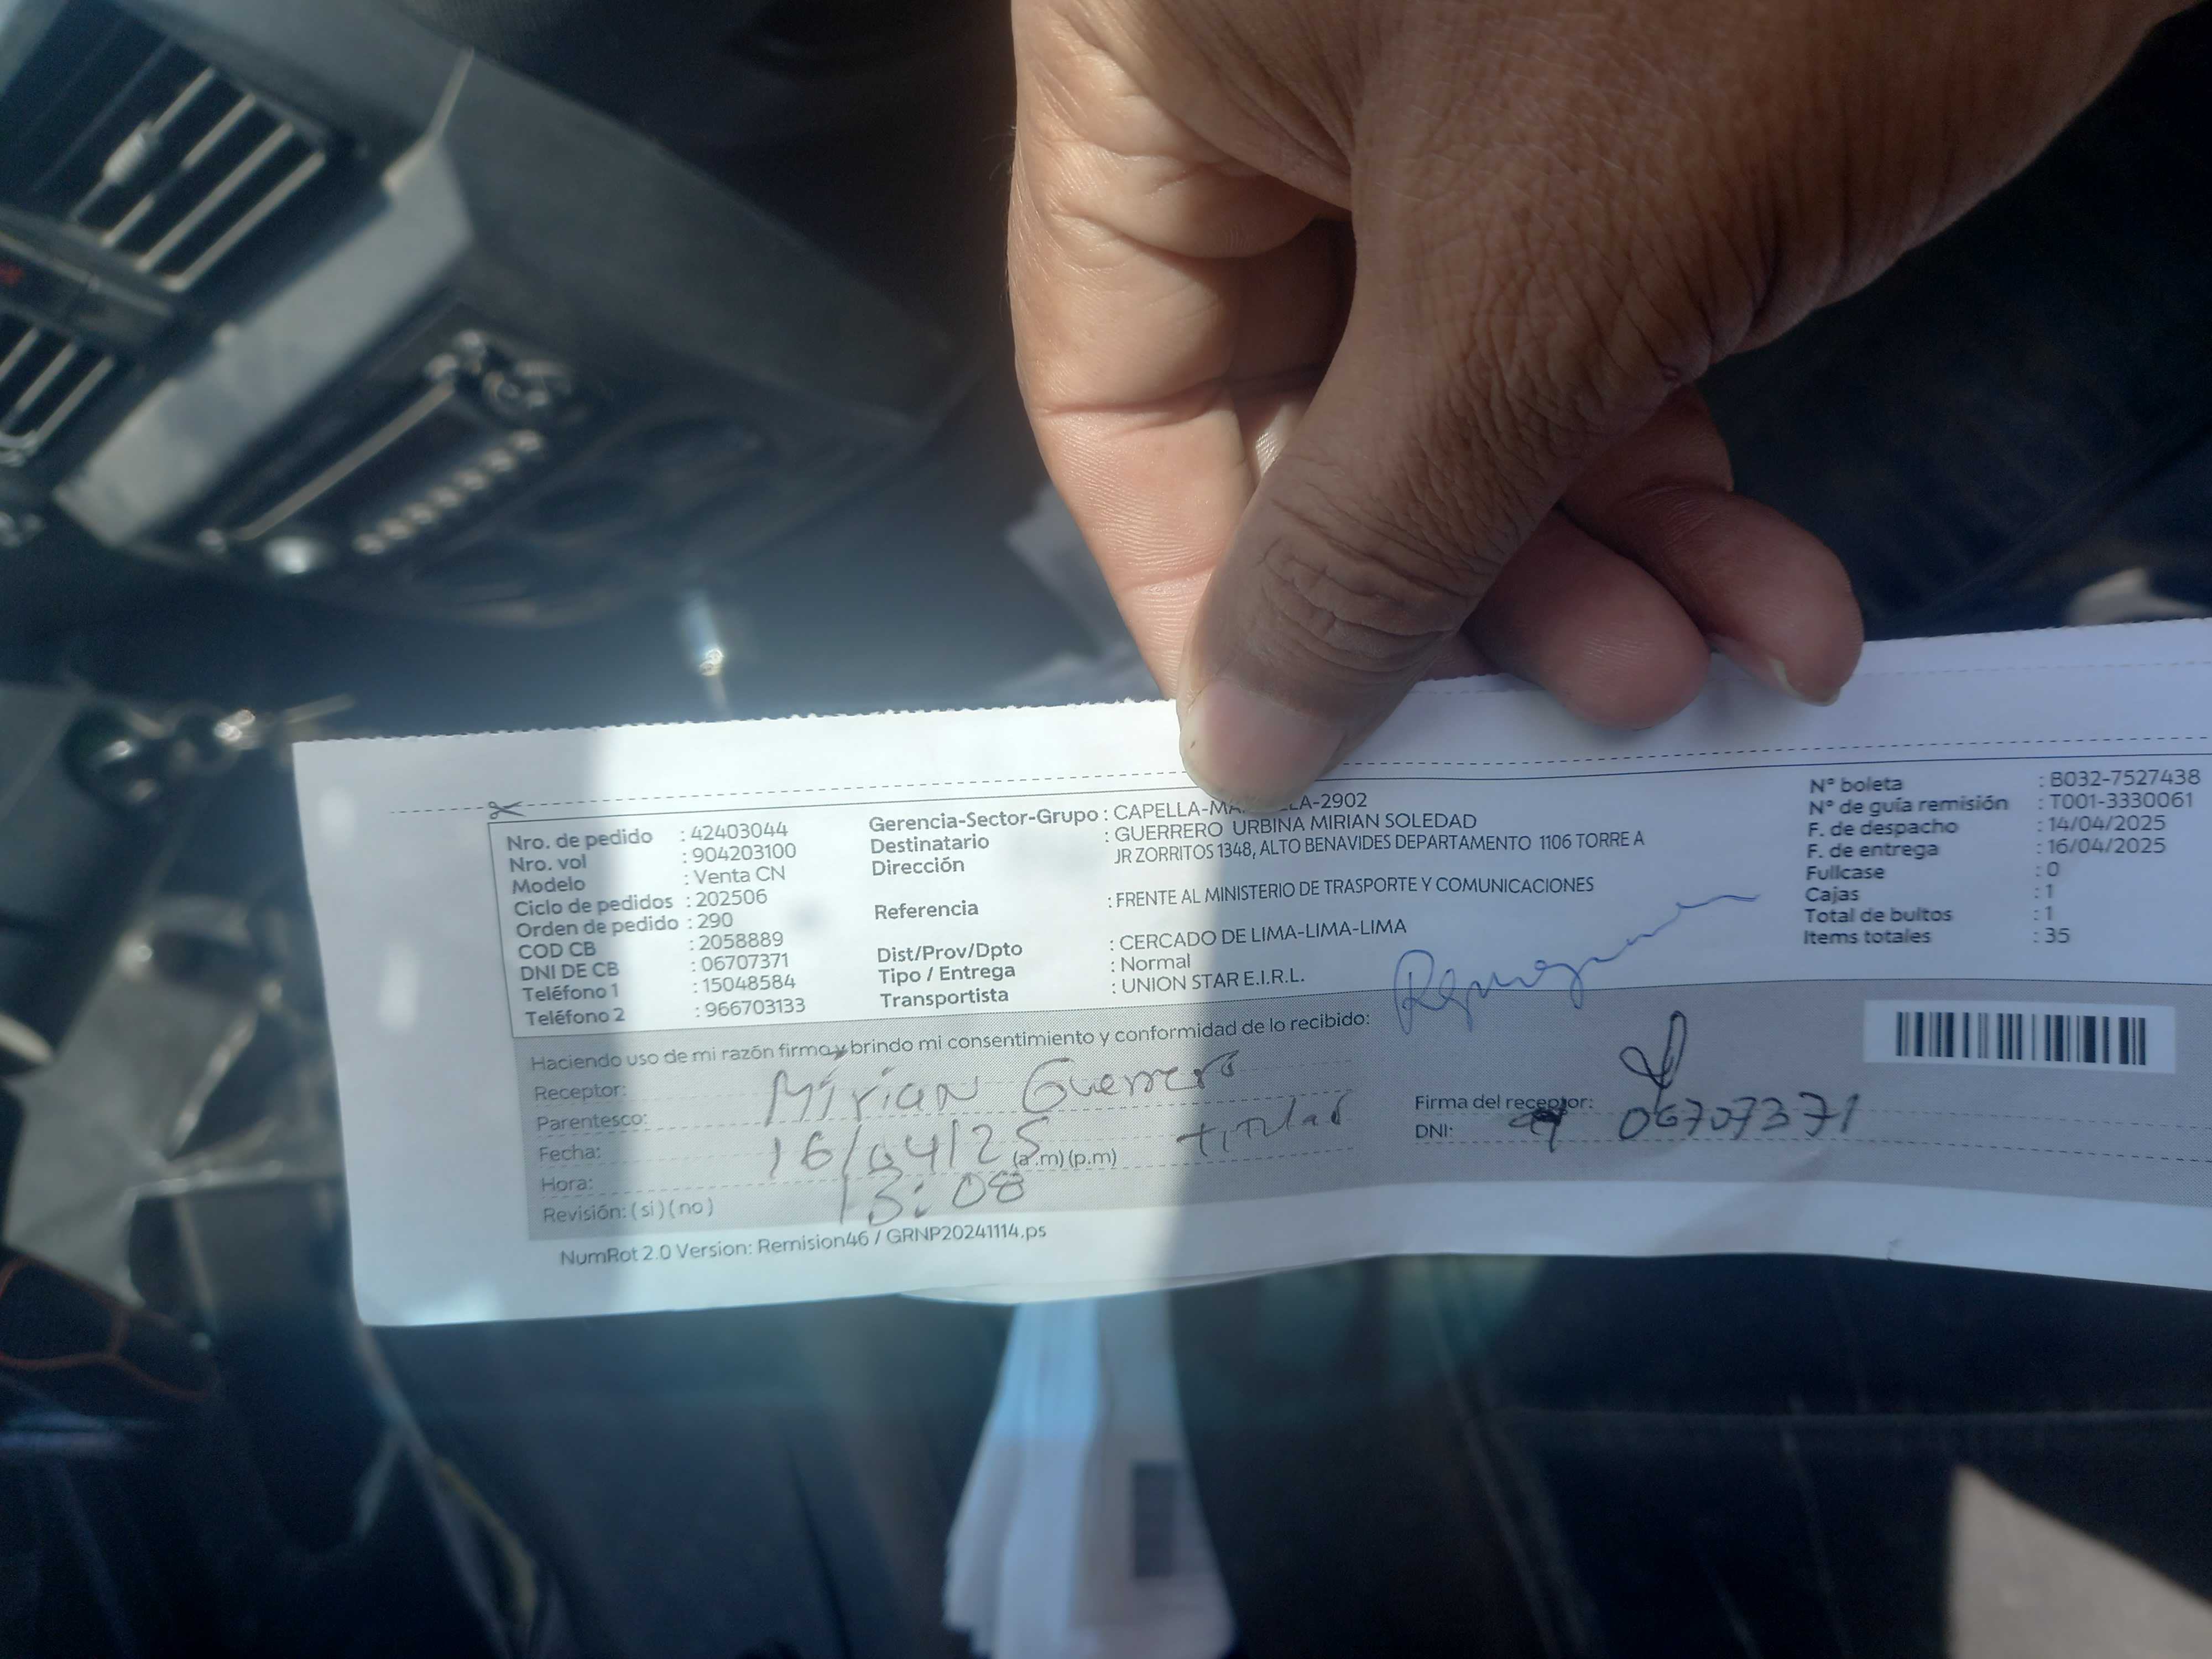 Nro. de pedido : 42403044
Nro. vol : 904203100
Modelo : Venta CN
Ciclo de pedidos : 202506
Orden de pedido : 290
COD CB : 2058889
DNI DE CB : 06707371
Teléfono 1 : 15048584
Teléfono 2 : 966703133
Gerencia-Sector-Grupo : CAPELLA-MA LA-2902
Destinatario : GUERRERO URBINA MIRIAN SOLEDAD
Dirección JR ZORRITOS 1348, ALTO BENAVIDES DEPARTAMENTO 1106 TORRE A
Referencia : FRENTE AL MINISTERIO DE TRASPORTE Y COMUNICACIONES
Dist/Prov/Dpto : CERCADO DE LIMA-LIMA-LIMA
Tipo / Entrega : Normal
Transportista : UNION STAR E.I.R.L.
N° boleta : B032-7527438
N° de guía remisión : T001-3330061
F. de despacho : 14/04/2025
F. de entrega : 16/04/2025
Fullcase : 0
Cajas : 1
Total de bultos : 1
Items totales : 35
Haciendo uso de mi razón firmo y brindo mi consentimiento y conformidad de lo recibido:
Receptor: Mirian Guerrero
Parentesco: titular
Fecha: 16/04/25
Hora: 13:08 (a.m) (p.m)
Revisión: ( si ) ( no )
Firma del receptor:
DNI: 06707371
NumRot 2.0 Version: Remision46 / GRNP20241114.ps